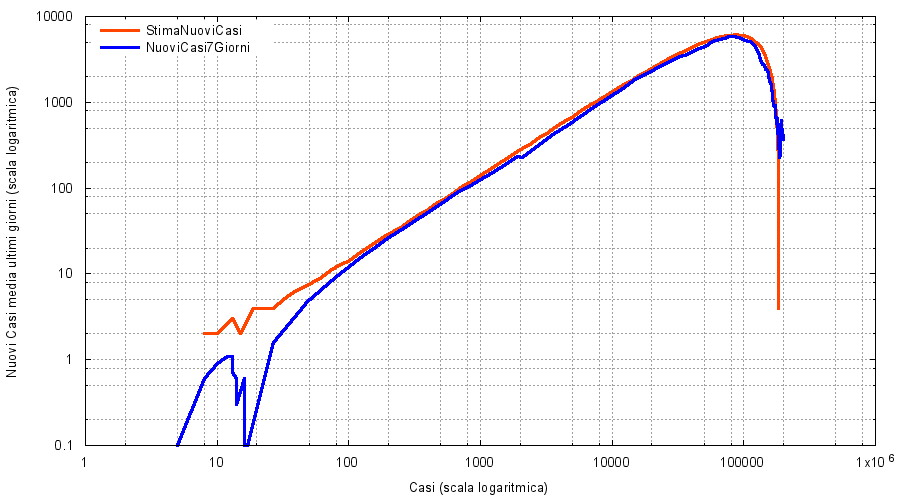 10000
StimaNuoviCasi
NuoviCasi7Giorni
1000
100
10
1
0.1
Nuovi Casi media ultimi giorni (scala logaritmica)
1 10 100 1000 10000 100000 1x10 6
Casi (scala logaritmica)